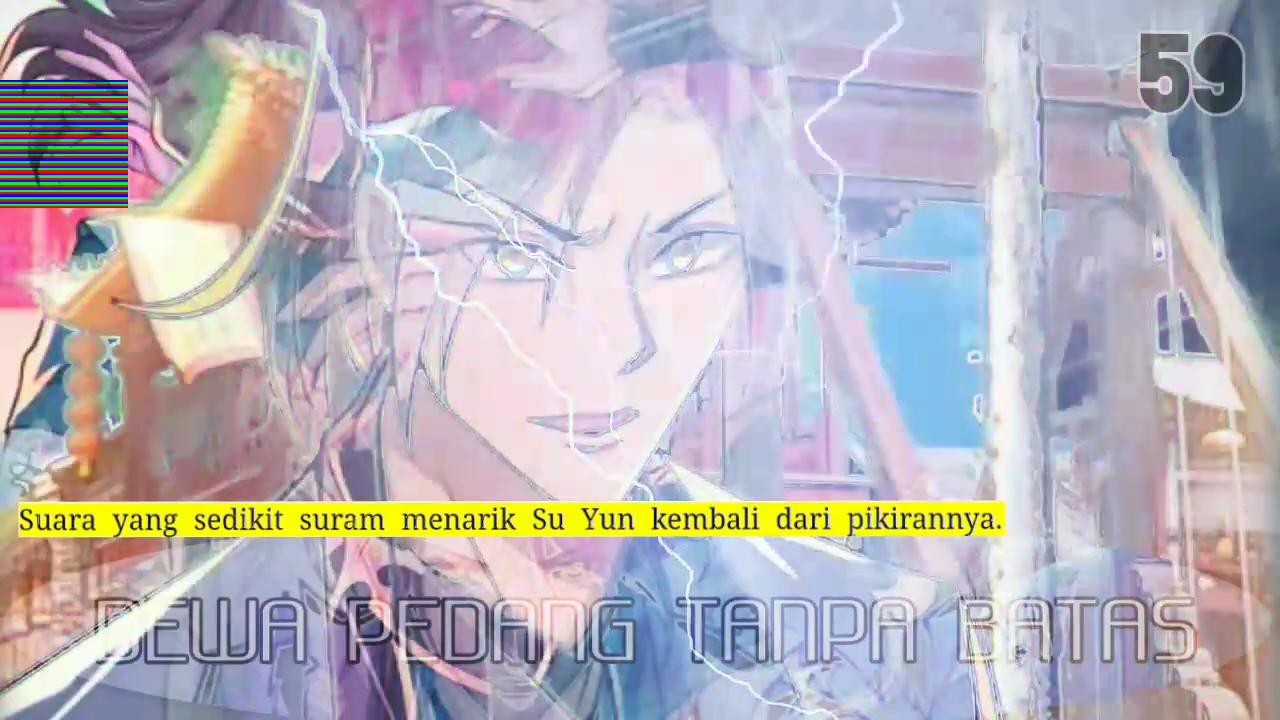 59
Suara yang sedikit suram menarik Su Yun kembali dari pikirannya.
DEWA PEDANG TANPA BATAS